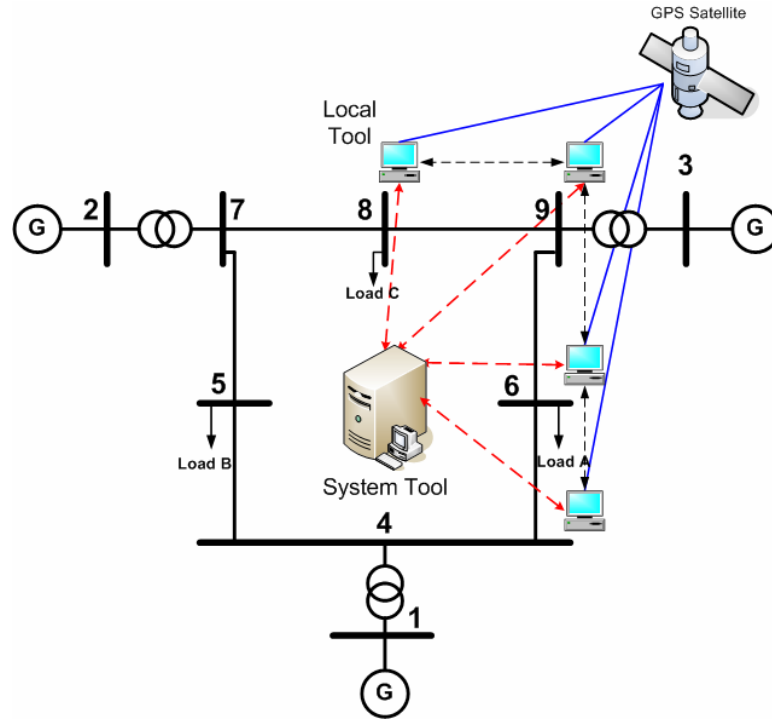 GPS Satellite
Local
Tool
3
2
7
8
9
G
G
Load C
5
6
Load B
Load A
System Tool
4
1
G